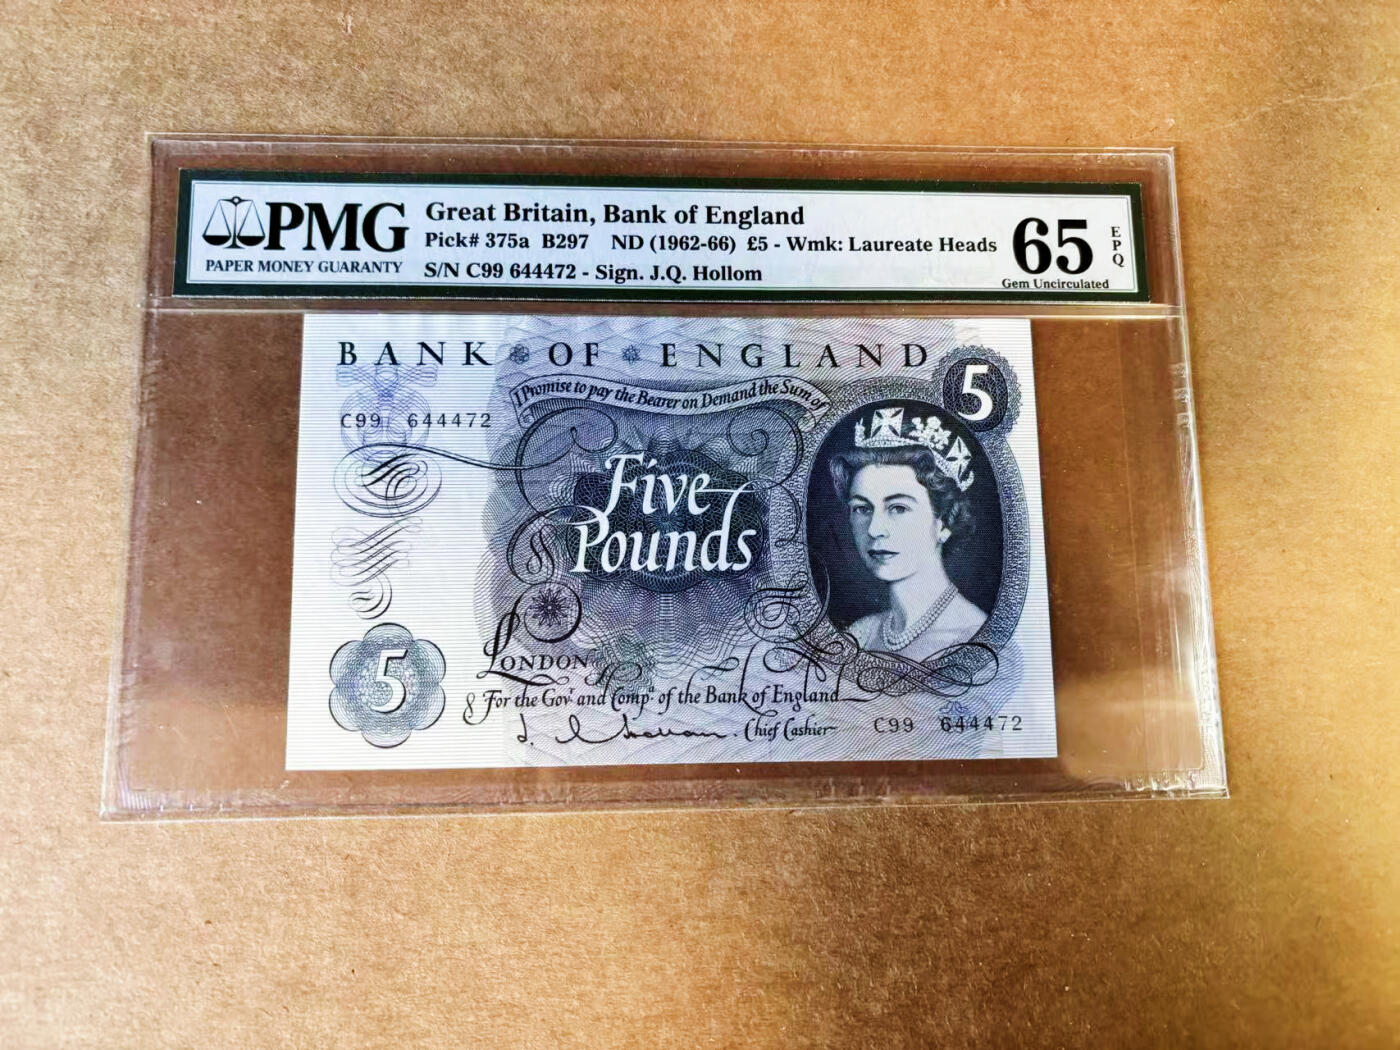 PMG
PAPER MONEY GUARANTY
Great Britain, Bank of England
Pick# 375a B297 ND (1962-66) £5 - Wmk: Laureate Heads
S/N C99 644472 - Sign. J.Q. Hollom
65
EPQ
Gem Uncirculated
BANK OF ENGLAND
5
I Promise to pay the Bearer on Demand the Sum of
C99 644472
Five
Pounds
LONDON
5
For the Govr. and Compa. of the Bank of England
Chief Cashier
C99 644472